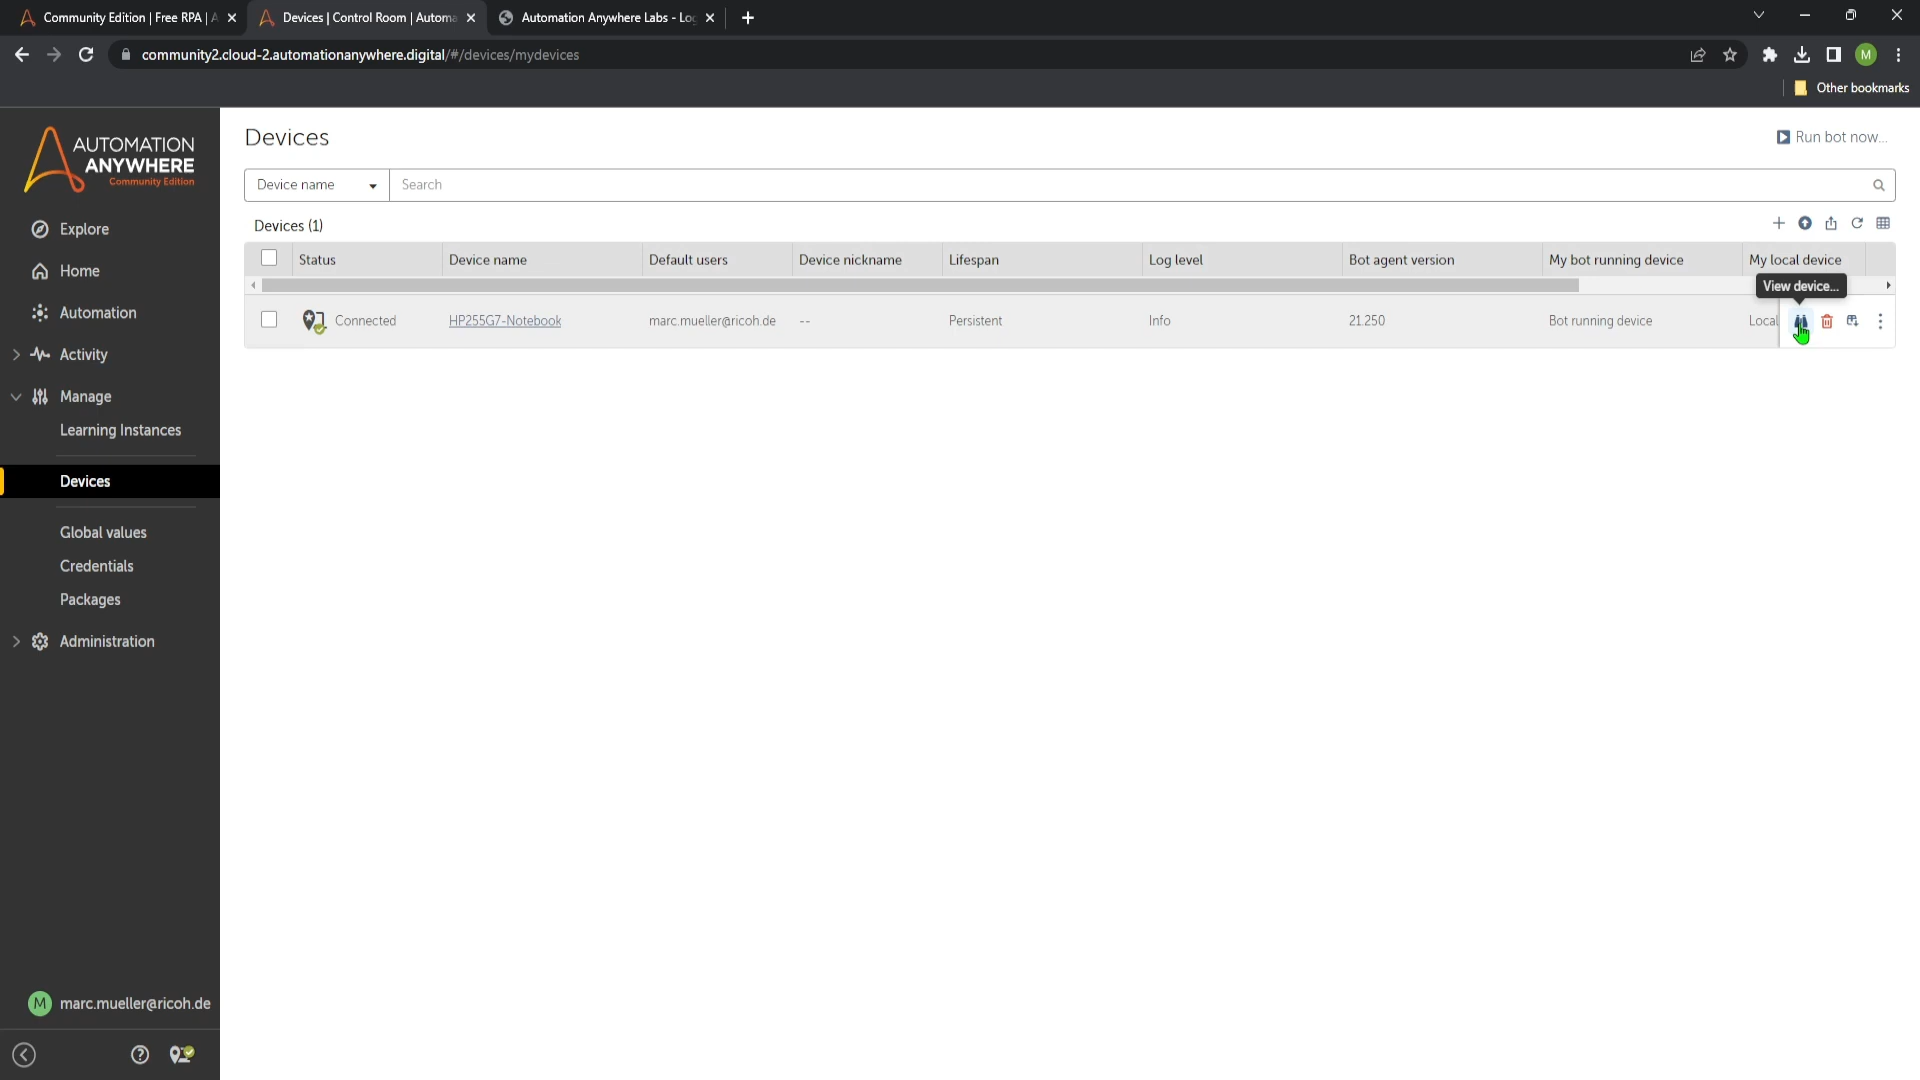 Community Edition | Free RPA | A
Devices | Control Room | Automa
Automation Anywhere Labs - Lo
community2.cloud-2.automationanywhere.digital/#/devices/mydevices
M
Other bookmarks
AUTOMATION
ANYWHERE
Community Edition
Explore
Home
Automation
Activity
Manage
Learning Instances
Devices
Global values
Credentials
Packages
Administration
M marc.mueller@ricoh.de
Devices
Run bot now...
Device name
Search
Devices (1)
Status Device name Default users Device nickname Lifespan Log level Bot agent version My bot running device My local device
View device...
Connected HP255G7-Notebook marc.mueller@ricoh.de -- Persistent Info 21.250 Bot running device Local